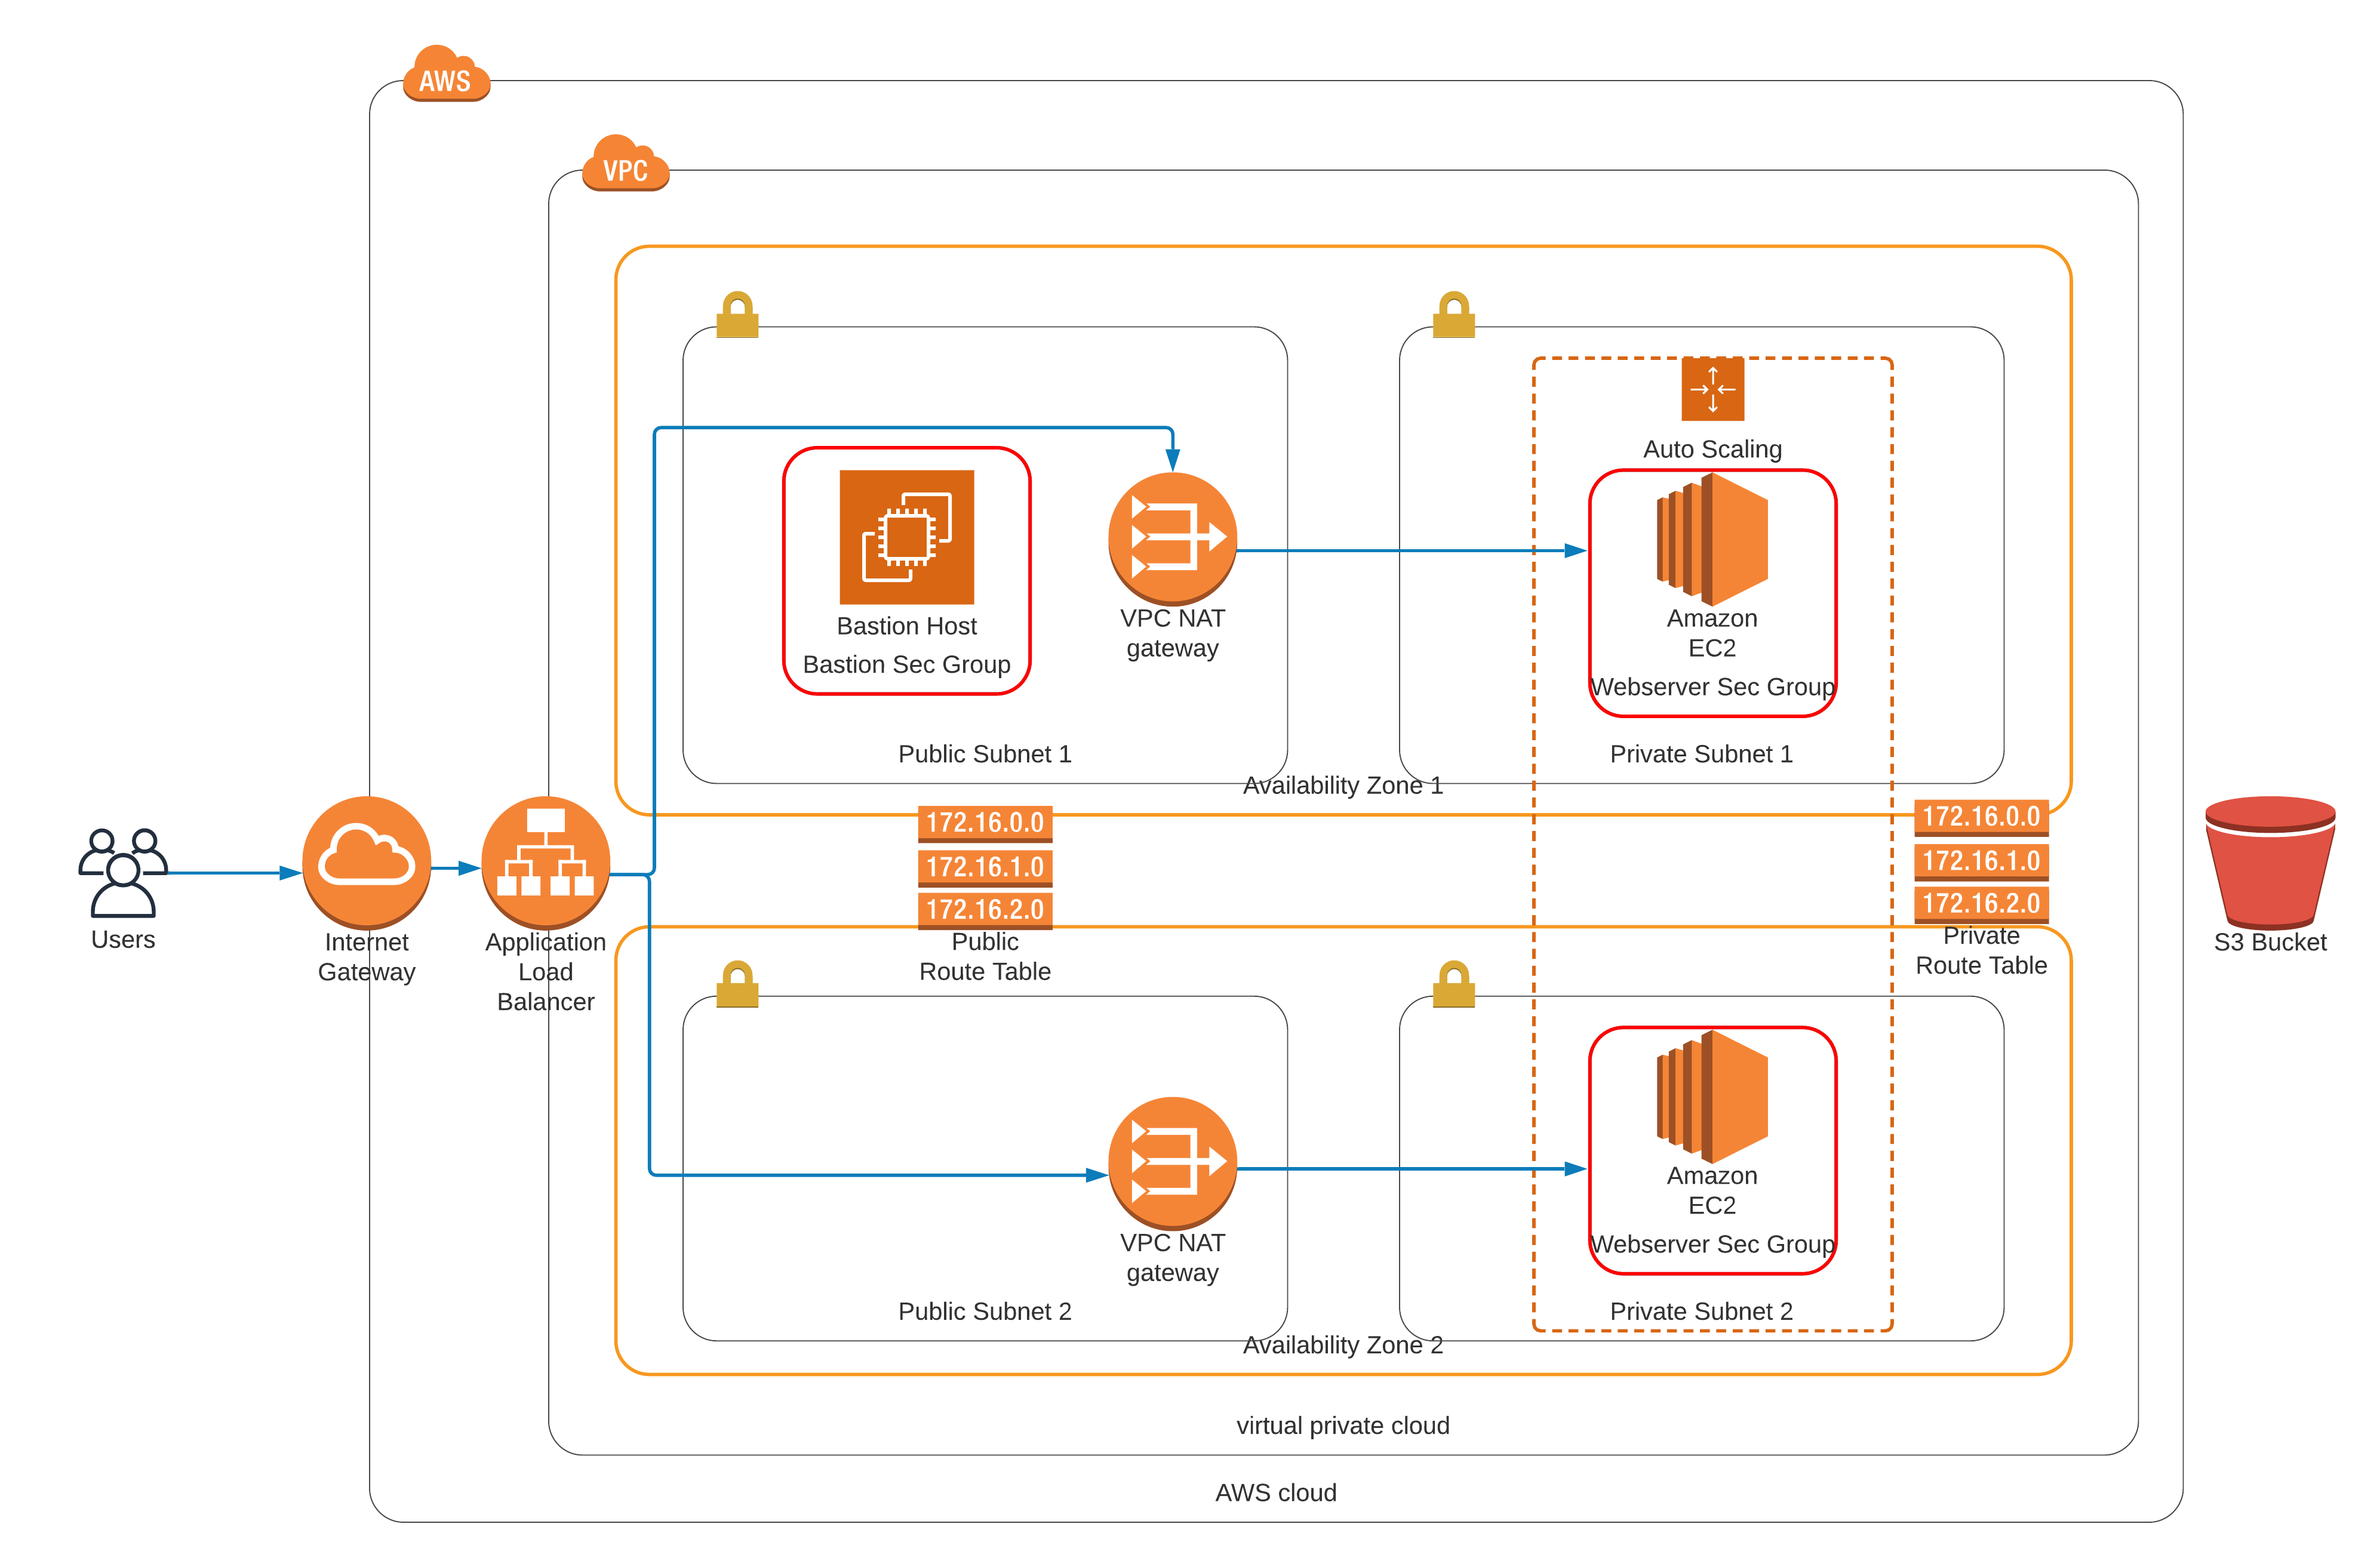 AWS
VPC
Auto Scaling
Bastion Host
Bastion Sec Group
VPC NAT
gateway
Amazon
EC2
Webserver Sec Group
Public Subnet 1
Private Subnet 1
Availability Zone 1
172.16.0.0
172.16.1.0
172.16.2.0
Public
Route Table
172.16.0.0
172.16.1.0
172.16.2.0
Private
Route Table
Users
Internet
Gateway
Application
Load
Balancer
S3 Bucket
VPC NAT
gateway
Amazon
EC2
Webserver Sec Group
Public Subnet 2
Private Subnet 2
Availability Zone 2
virtual private cloud
AWS cloud